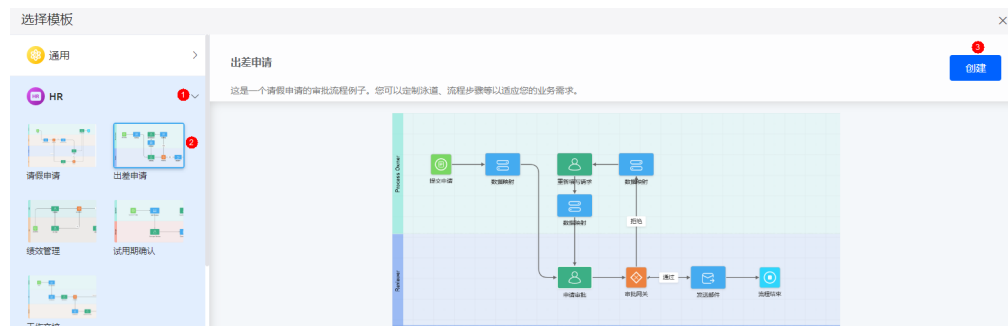 选择模板
通用
HR
1
2
请假申请
出差申请
绩效管理
试用期确认
出差申请
3
创建
这是一个请假申请的审批流程例子。您可以定制泳道、流程步骤等以适应您的业务需求。
Process Owner
提交申请
数据映射
重新填写请求
数据映射
数据映射
拒绝
Reviewer
申请审批
审批网关
通过
发送邮件
流程结束